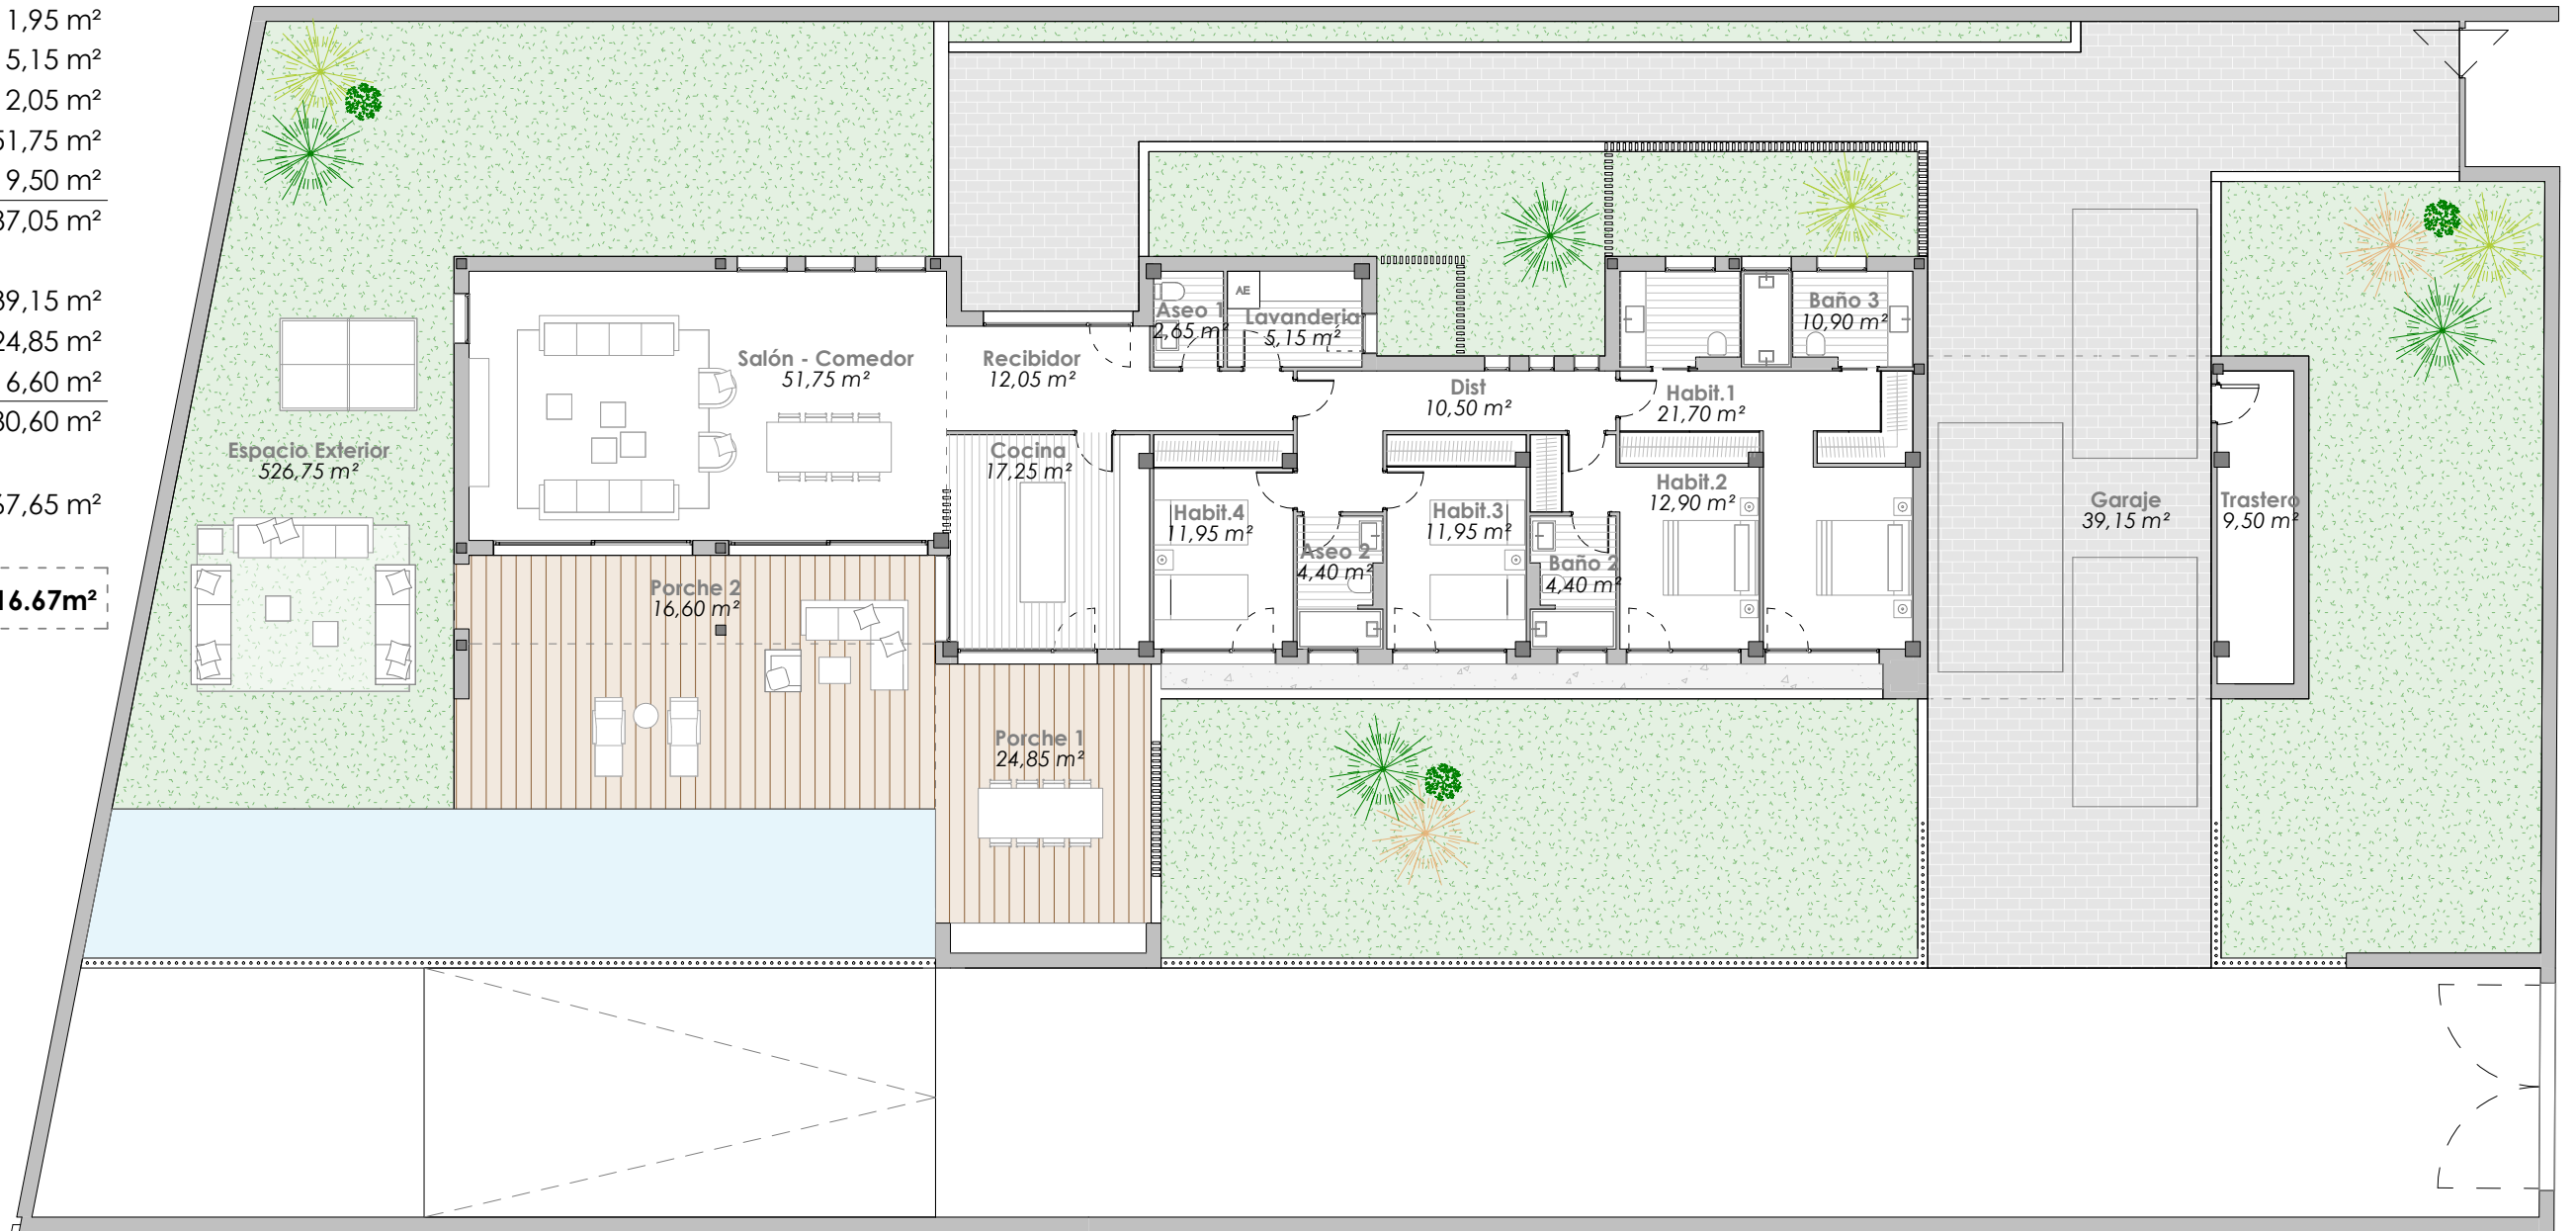 1,95 m²
5,15 m²
2,05 m²
51,75 m²
9,50 m²
37,05 m²
39,15 m²
24,85 m²
6,60 m²
30,60 m²
67,65 m²
16.67m²
Espacio Exterior
526,75 m²
Salón - Comedor
51,75 m²
Recibidor
12,05 m²
Aseo 1
2,65 m²
AE
Lavanderia
5,15 m²
Dist
10,50 m²
Habit.1
21,70 m²
Baño 3
10,90 m²
Cocina
17,25 m²
Habit.4
11,95 m²
Aseo 2
4,40 m²
Habit.3
11,95 m²
Baño 2
4,40 m²
Habit.2
12,90 m²
Garaje
39,15 m²
Trastero
9,50 m²
Porche 2
16,60 m²
Porche 1
24,85 m²